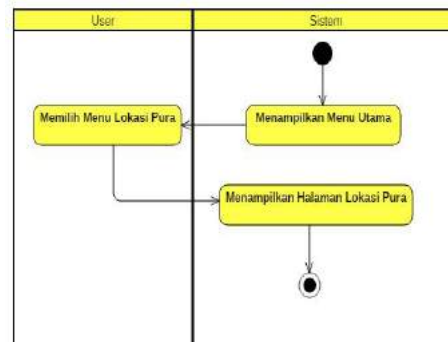 User
Sistem
Menampilkan Menu Utama
Memilih Menu Lokasi Pura
Menampilkan Halaman Lokasi Pura